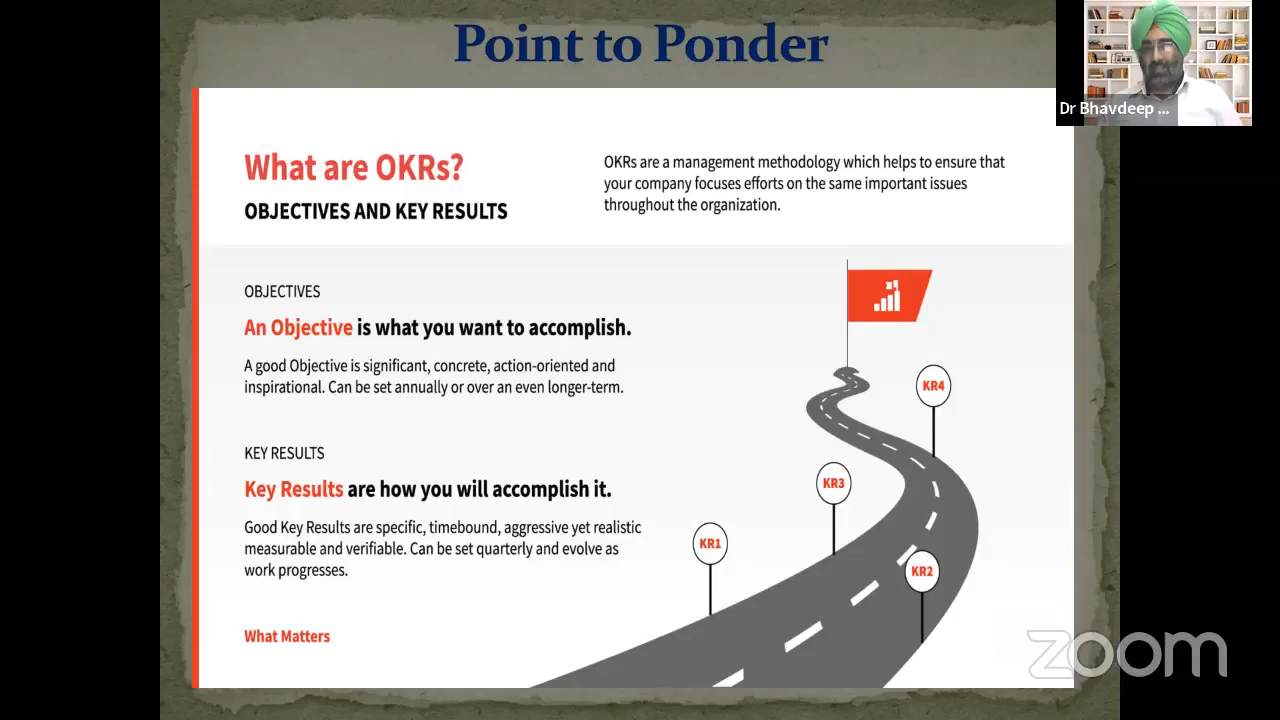 Point to Ponder
Dr Bhavdeep ...
What are OKRs?
OBJECTIVES AND KEY RESULTS
OKRs are a management methodology which helps to ensure that
your company focuses efforts on the same important issues
throughout the organization.
OBJECTIVES
An Objective is what you want to accomplish.
A good Objective is significant, concrete, action-oriented and
inspirational. Can be set annually or over an even longer-term.
KEY RESULTS
Key Results are how you will accomplish it.
Good Key Results are specific, timebound, aggressive yet realistic
measurable and verifiable. Can be set quarterly and evolve as
work progresses.
What Matters
KR4
KR3
KR1
KR2
zoom